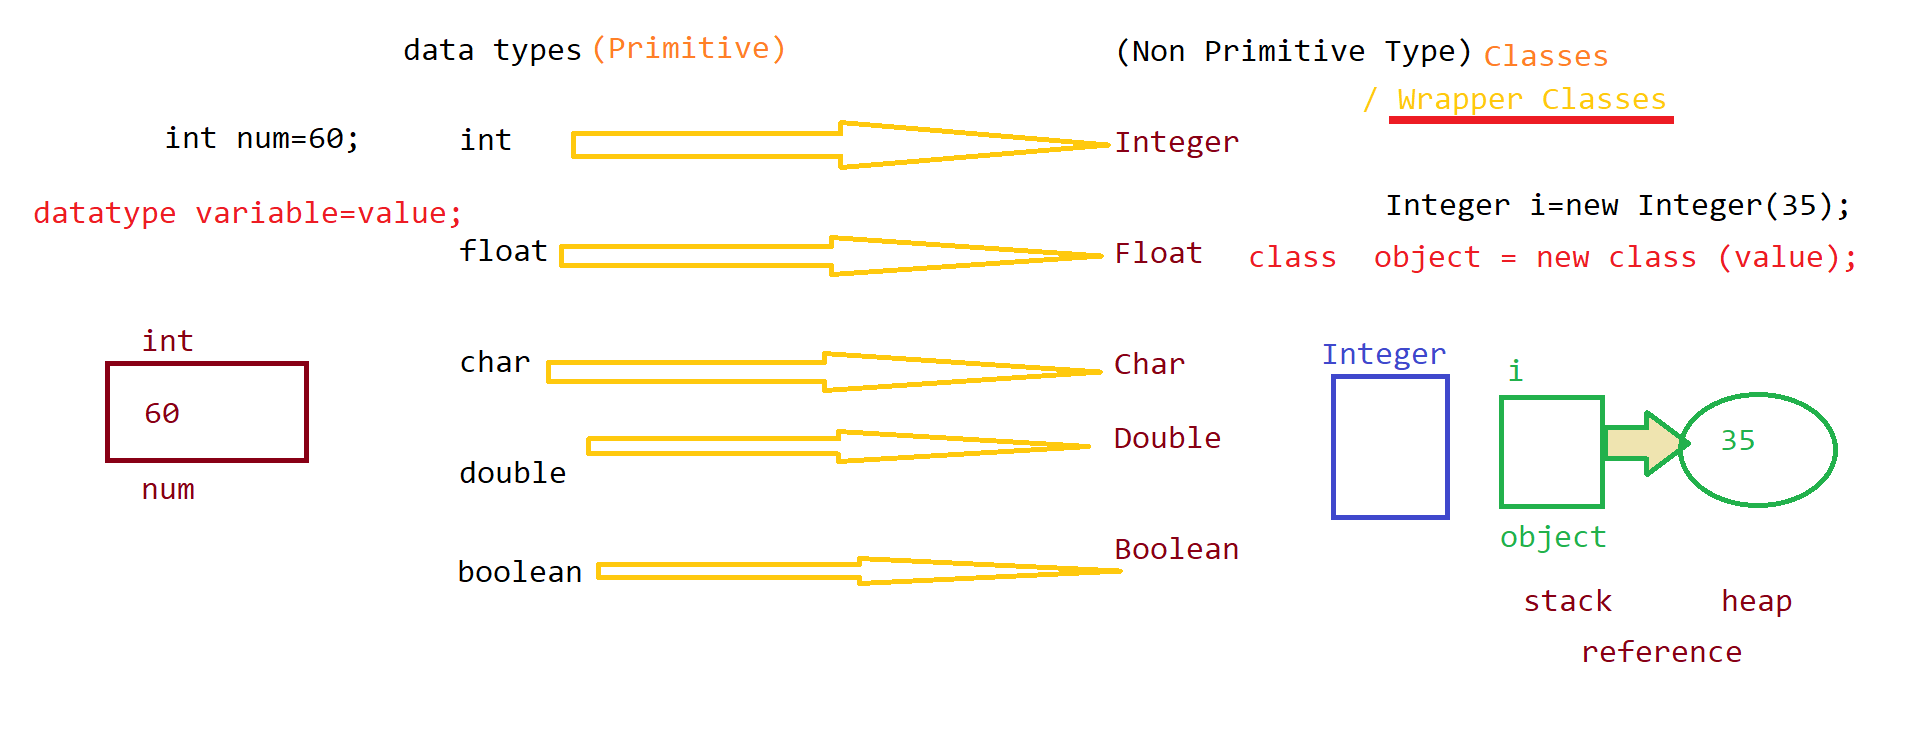 data types (Primitive)
(Non Primitive Type) Classes
/ Wrapper Classes
int num=60;
int
Integer
datatype variable=value;
Integer i=new Integer(35);
float
Float
class object = new class (value);
int
char
Char
Integer
i
60
Double
35
double
num
object
Boolean
boolean
stack
heap
reference